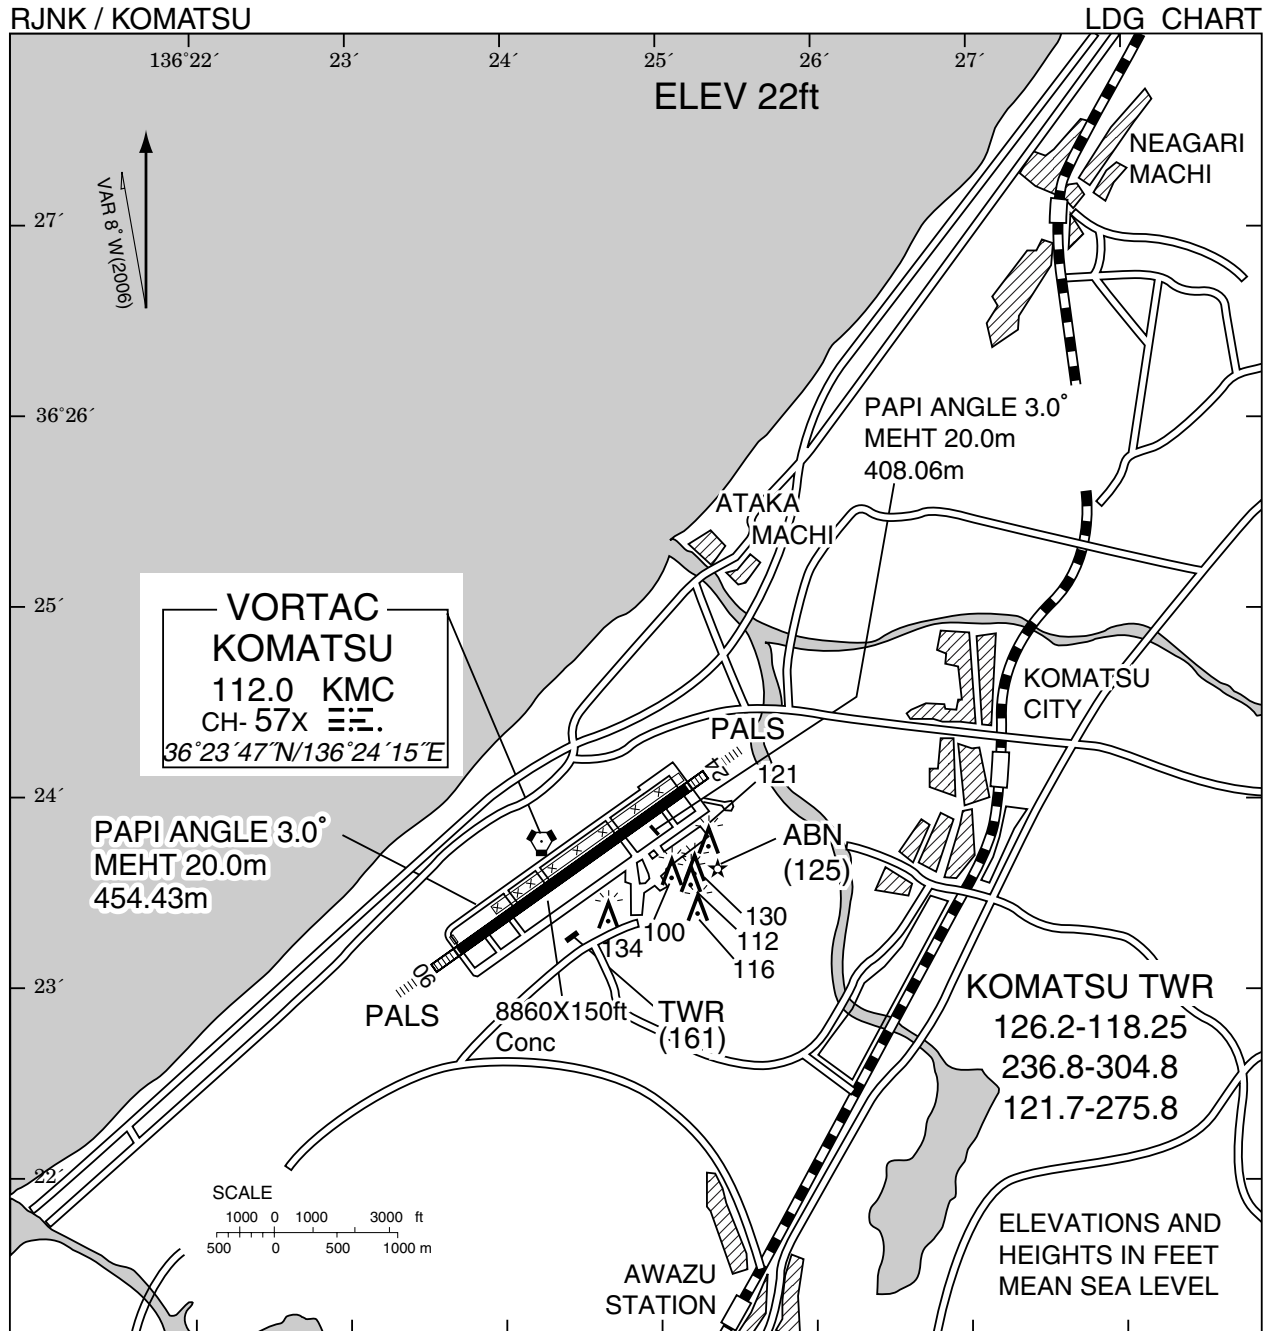 RJNK / KOMATSU
LDG CHART
136°22´ 23´ 24´ 25´ 26´ 27´
ELEV 22ft
VAR 8° W(2006)
NEAGARI
MACHI
27´
36°26´
PAPI ANGLE 3.0°
MEHT 20.0m
408.06m
ATAKA
MACHI
25´
VORTAC
KOMATSU
112.0 KMC
CH- 57X
36°23´47˝N/136°24´15˝E
KOMATSU
CITY
PALS
24
121
24´
PAPI ANGLE 3.0°
MEHT 20.0m
454.43m
ABN
(125)
130
112
116
100
134
06
PALS
23´
8860X150ft
Conc
TWR
(161)
KOMATSU TWR
126.2-118.25
236.8-304.8
121.7-275.8
22´
SCALE
1000 0 1000 3000 ft
500 0 500 1000 m
AWAZU
STATION
ELEVATIONS AND
HEIGHTS IN FEET
MEAN SEA LEVEL